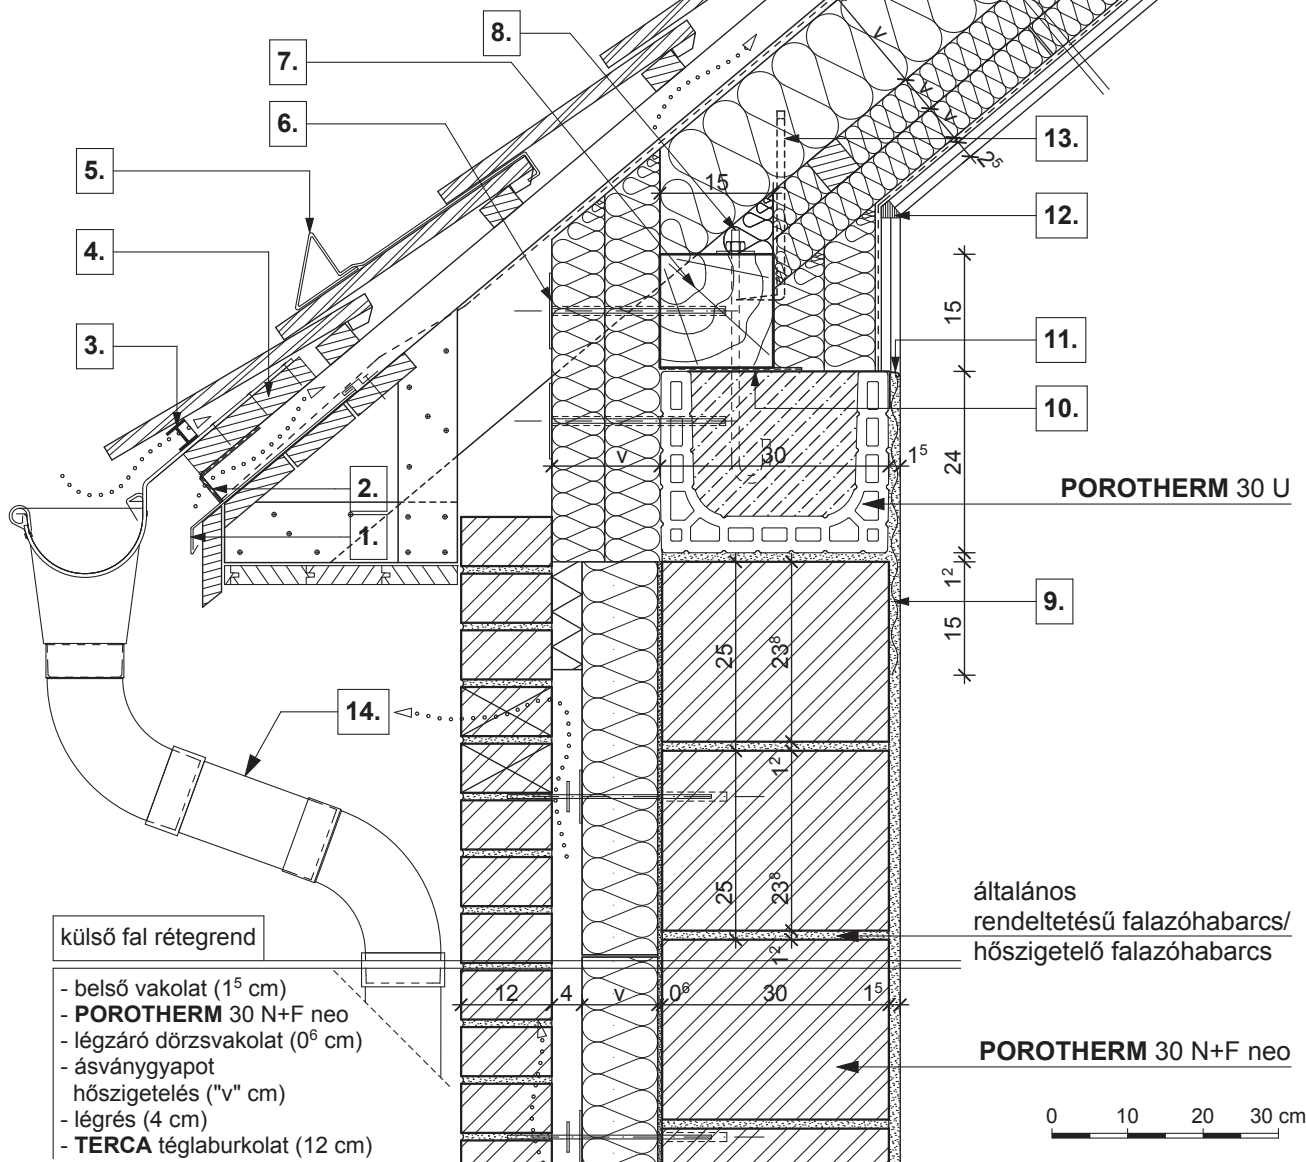 8.
7.
6.
5.
4.
3.
2.
1.
13.
12.
11.
10.
9.
14.
15
v
v
v
2⁵
15
24
1²
15
v
30
1⁵
POROTHERM 30 U
25
23⁸
1²
25
23⁸
1²
általános
rendeltetésű falazóhabarcs/
hőszigetelő falazóhabarcs
12
4
v
0⁶
30
1⁵
POROTHERM 30 N+F neo
külső fal rétegrend
- belső vakolat (1⁵ cm)
- POROTHERM 30 N+F neo
- légzáró dörzsvakolat (0⁶ cm)
- ásványgyapot
hőszigetelés ("v" cm)
- légrés (4 cm)
- TERCA téglaburkolat (12 cm)
0 10 20 30 cm